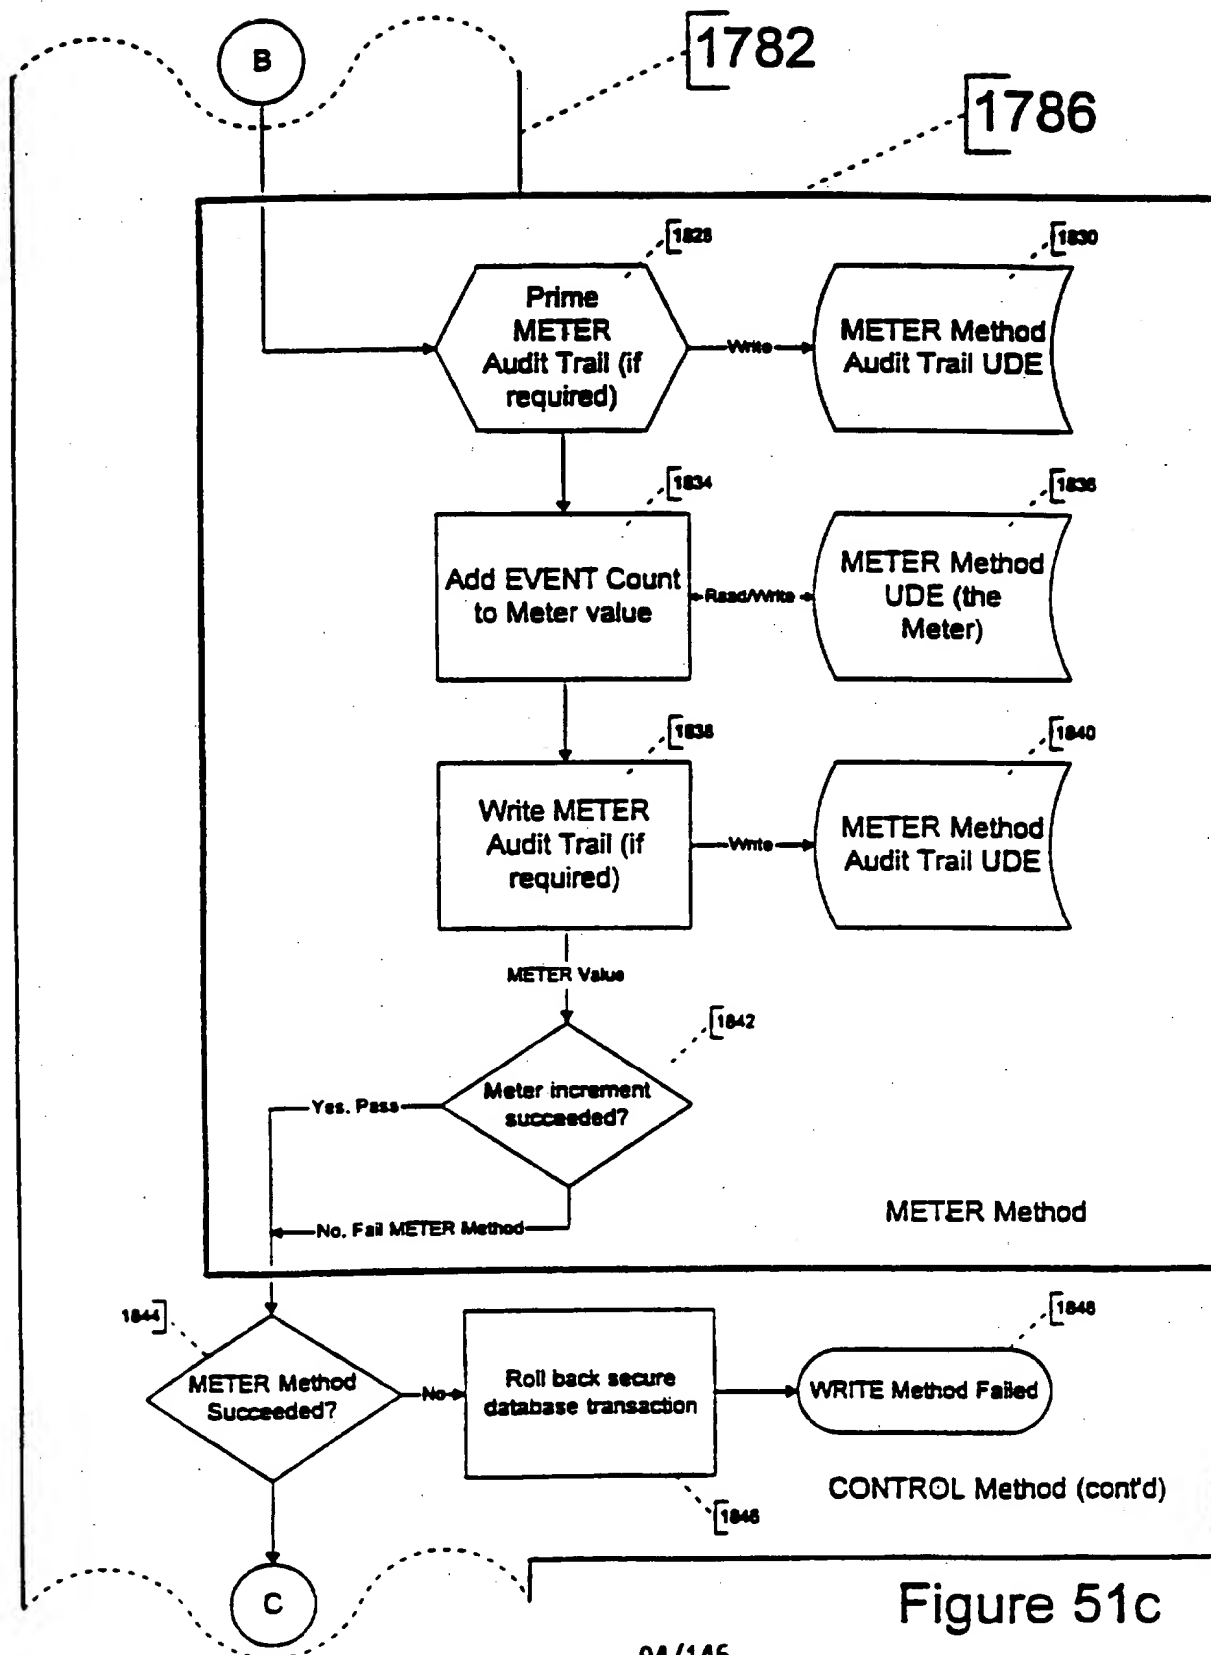 B
1782
1786
1828
1830
Prime
METER
Audit Trail (if
required)
Write
METER Method
Audit Trail UDE
1834
1836
Add EVENT Count
to Meter value
Read/Write
METER Method
UDE (the
Meter)
1838
1840
Write METER
Audit Trail (if
required)
Write
METER Method
Audit Trail UDE
METER Value
1842
Meter increment
succeeded?
Yes. Pass
No. Fail METER Method
METER Method
1844
1848
METER Method
Succeeded?
No
Roll back secure
database transaction
WRITE Method Failed
1846
CONTROL Method (cont'd)
C
Figure 51c
94/146